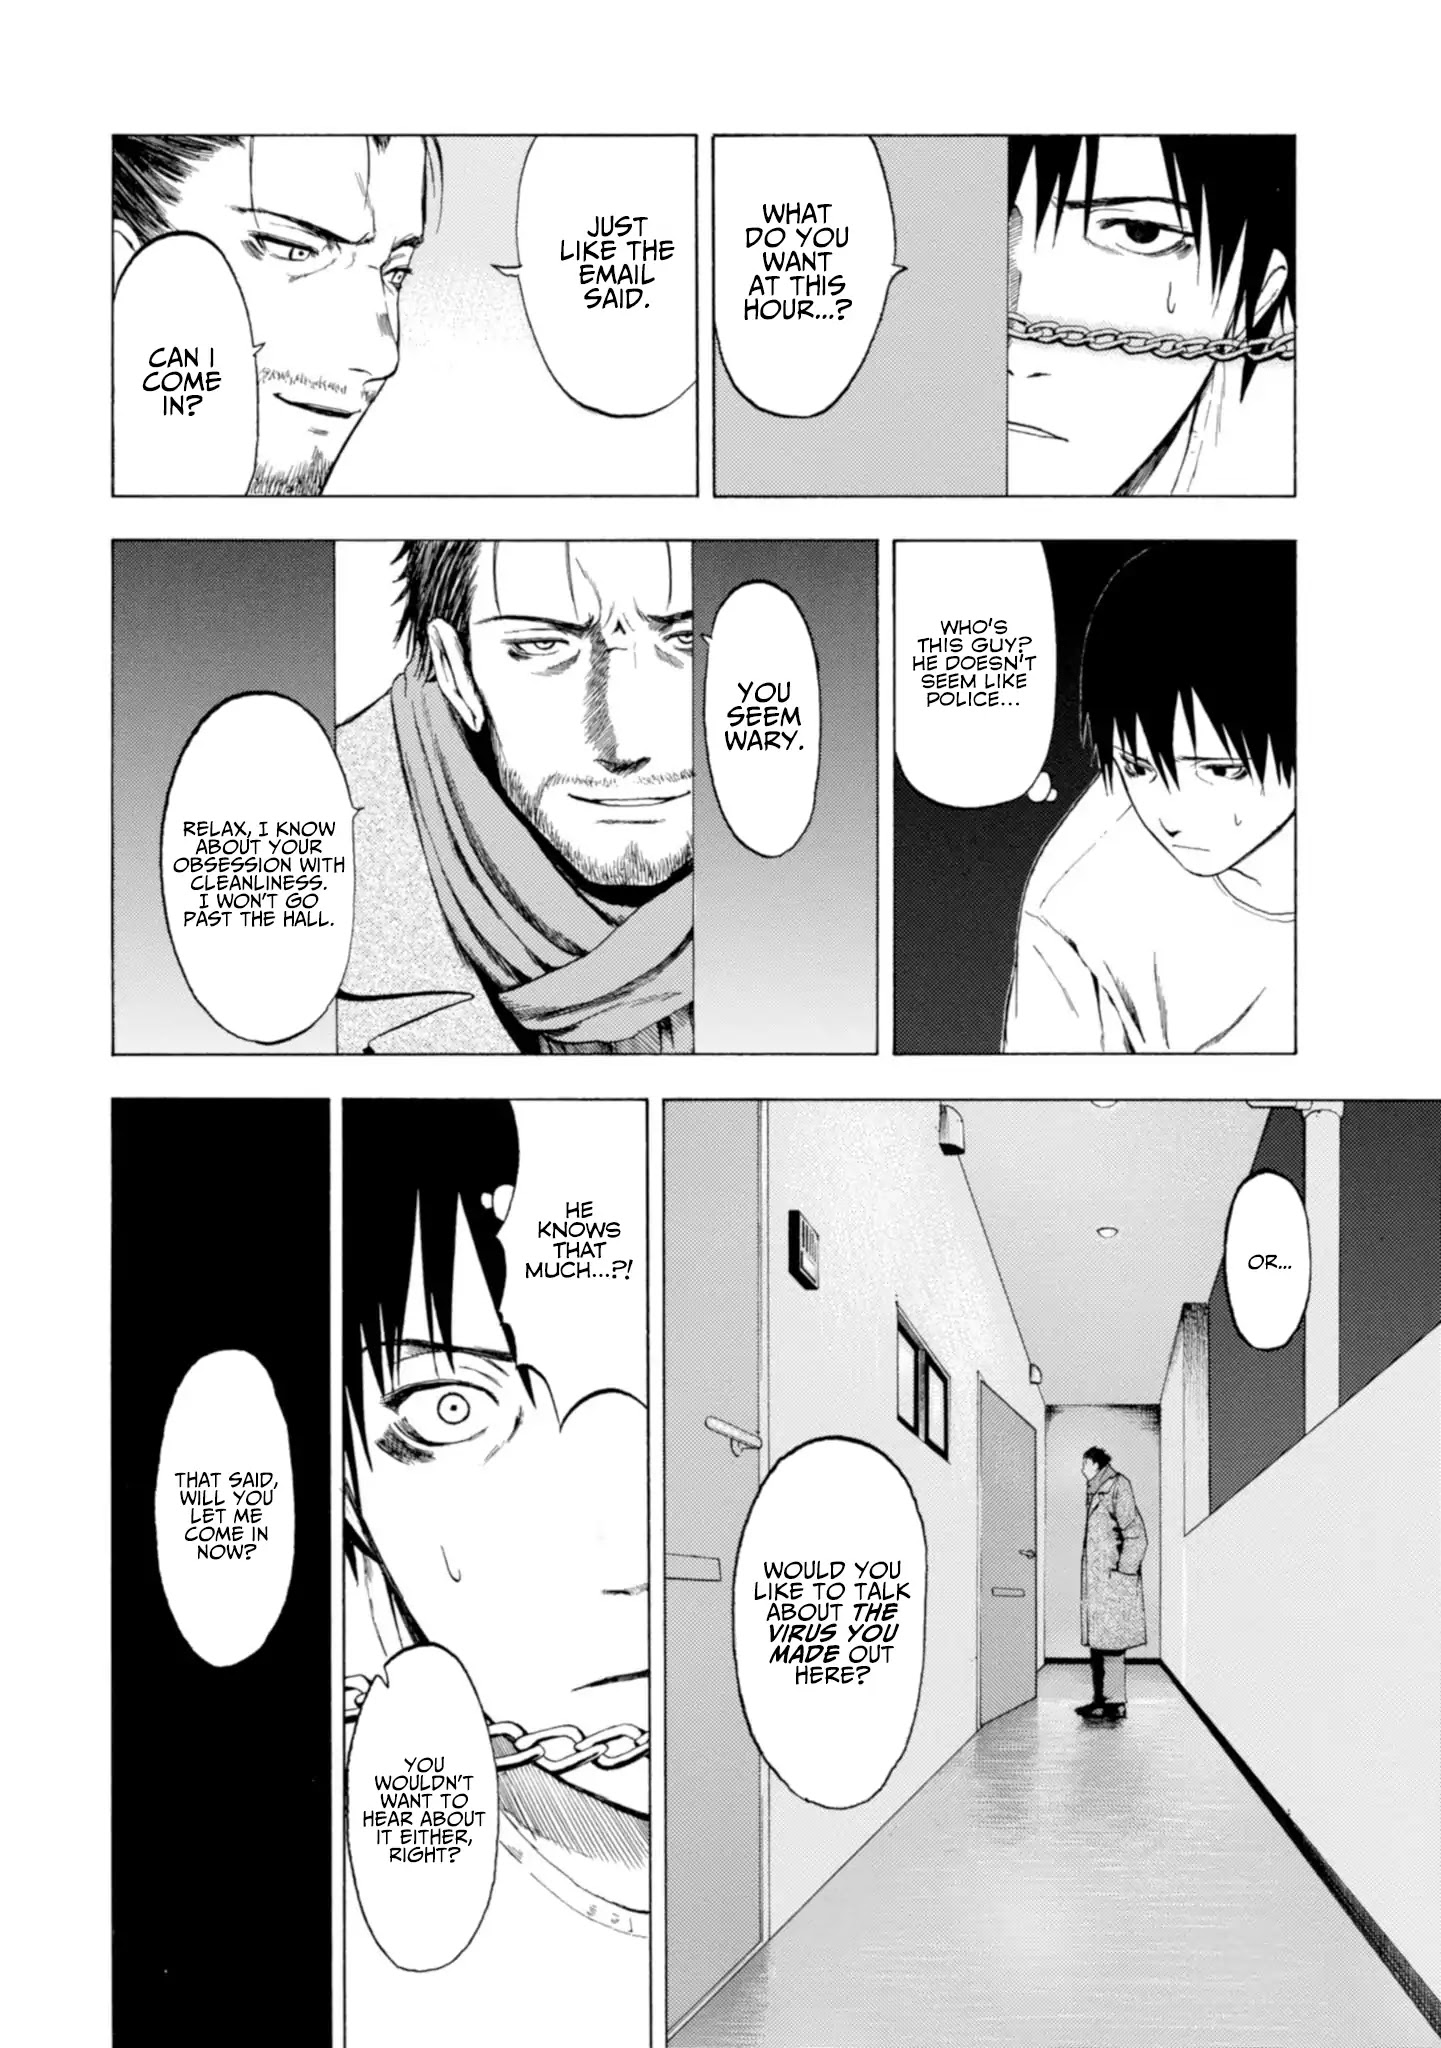 WHAT
DO YOU
WANT
AT THIS
HOUR...?
JUST
LIKE THE
EMAIL
SAID.
CAN I
COME
IN?
WHO'S
THIS GUY?
HE DOESN'T
SEEM LIKE
POLICE...
YOU
SEEM
WARY.
RELAX, I KNOW
ABOUT YOUR
OBSESSION WITH
CLEANLINESS.
I WON'T GO
PAST THE HALL.
OR...
WOULD YOU
LIKE TO TALK
ABOUT THE
VIRUS YOU
MADE OUT
HERE?
HE
KNOWS
THAT
MUCH...?!
YOU
WOULDN'T
WANT TO
HEAR ABOUT
IT EITHER,
RIGHT?
THAT SAID,
WILL YOU
LET ME
COME IN
NOW?